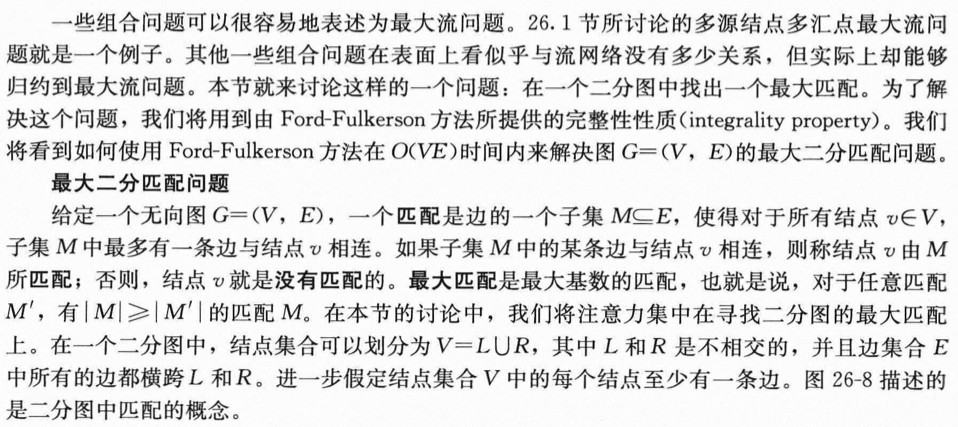 一些组合问题可以很容易地表述为最大流问题。26.1 节所讨论的多源结点多汇点最大流问
题就是一个例子。其他一些组合问题在表面上看似乎与流网络没有多少关系，但实际上却能够
归约到最大流问题。本节就来讨论这样的一个问题：在一个二分图中找出一个最大匹配。为了解
决这个问题，我们将用到由 Ford-Fulkerson 方法所提供的完整性性质(integrality property)。我们
将看到如何使用 Ford-Fulkerson 方法在 O(VE)时间内来解决图 G=(V, E)的最大二分匹配问题。
最大二分匹配问题
给定一个无向图 G=(V, E)，一个匹配是边的一个子集 M⊆E，使得对于所有结点 v∈V，
子集 M 中最多有一条边与结点 v 相连。如果子集 M 中的某条边与结点 v 相连，则称结点 v 由 M
所匹配；否则，结点 v 就是没有匹配的。最大匹配是最大基数的匹配，也就是说，对于任意匹配
M′，有|M|≥|M′|的匹配 M。在本节的讨论中，我们将注意力集中在寻找二分图的最大匹配
上。在一个二分图中，结点集合可以划分为 V=L∪R，其中 L 和 R 是不相交的，并且边集合 E
中所有的边都横跨 L 和 R。进一步假定结点集合 V 中的每个结点至少有一条边。图 26-8 描述的
是二分图中匹配的概念。